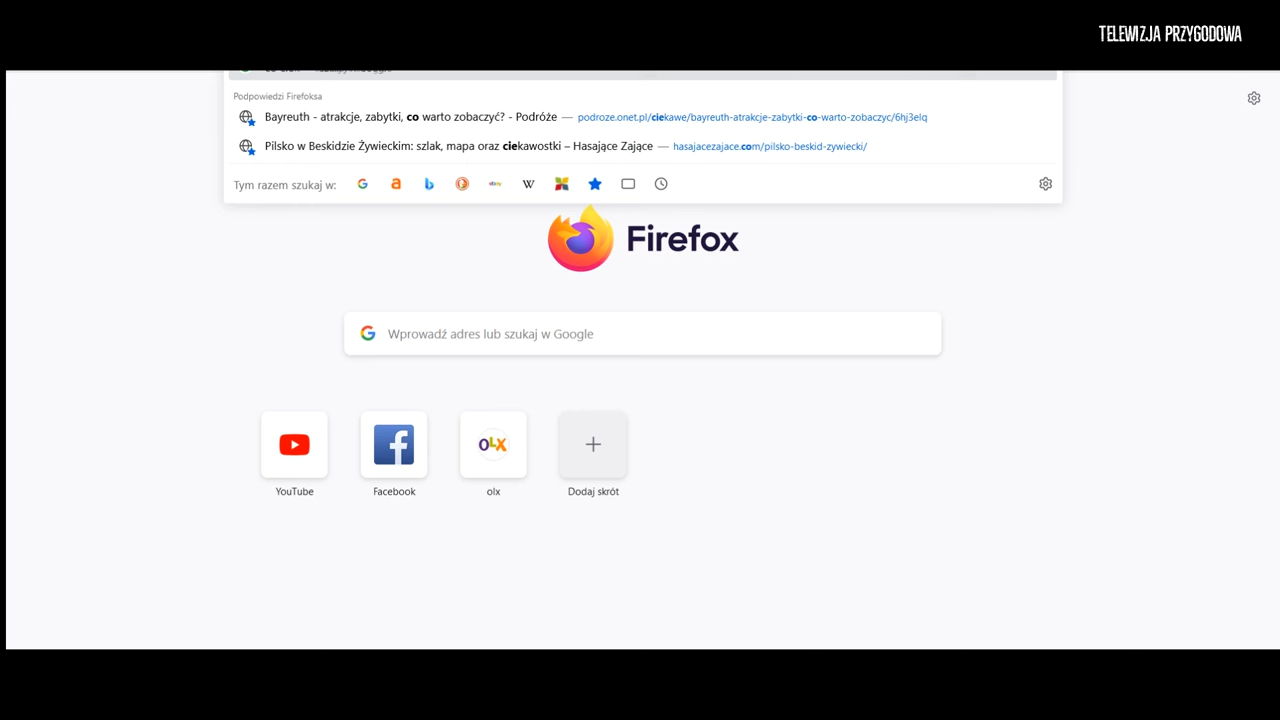 TELEWIZJA PRZYGODOWA
Podpowiedzi Firefoksa
Bayreuth - atrakcje, zabytki, co warto zobaczyć? - Podróże — podroze.onet.pl/ciekawe/bayreuth-atrakcje-zabytki-co-warto-zobaczyc/6hj3elq
Pilsko w Beskidzie Żywieckim: szlak, mapa oraz ciekawostki – Hasające Zające — hasajacezajace.com/pilsko-beskid-zywiecki/
Tym razem szukaj w:
Firefox
Wprowadź adres lub szukaj w Google
OLX
YouTube
Facebook
olx
Dodaj skrót